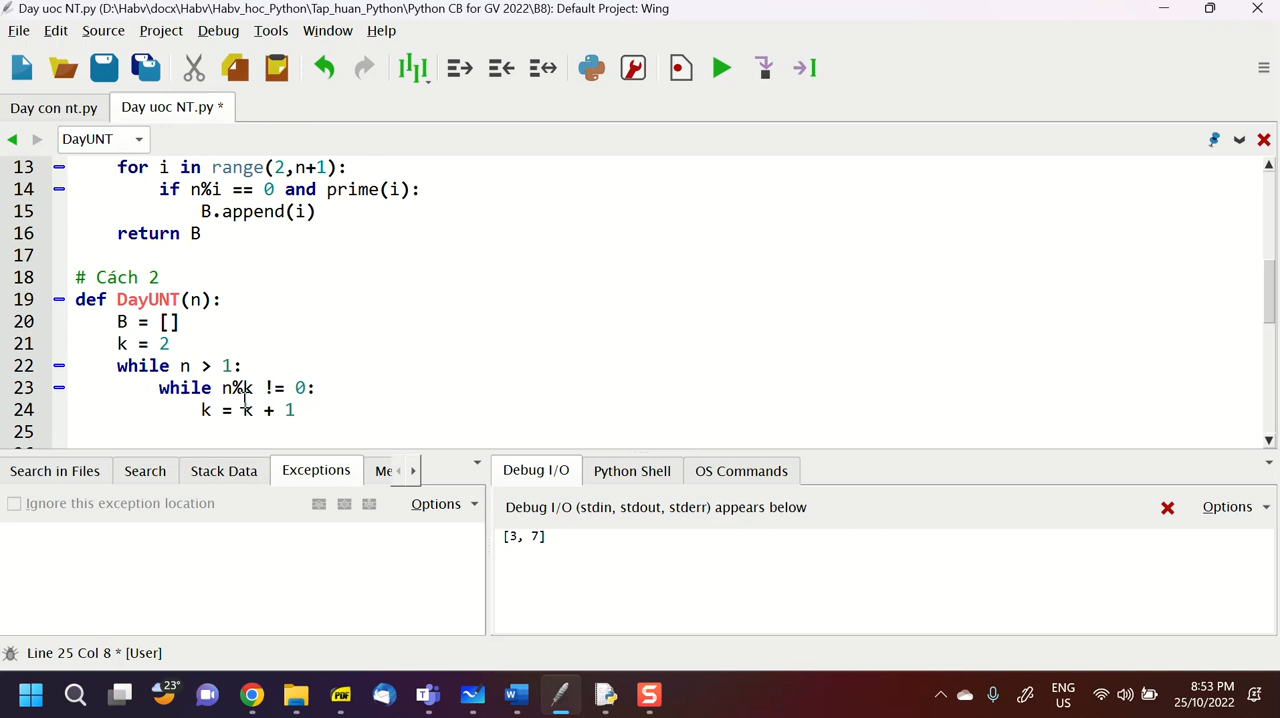 Day uoc NT.py (D:\Habv\docx\Habv\Habv_hoc_Python\Tap_huan_Python\Python CB for GV 2022\B8): Default Project: Wing
File Edit Source Project Debug Tools Window Help
Day con nt.py Day uoc NT.py *
DayUNT
13 for i in range(2,n+1):
14 if n%i == 0 and prime(i):
15 B.append(i)
16 return B
17
18 # Cách 2
19 def DayUNT(n):
20 B = []
21 k = 2
22 while n > 1:
23 while n%k != 0:
24 k = k + 1
25
Search in Files Search Stack Data Exceptions Me
Debug I/O Python Shell OS Commands
Ignore this exception location Options
Debug I/O (stdin, stdout, stderr) appears below Options
[3, 7]
Line 25 Col 8 * [User]
23°
PDF
ENG
US
8:53 PM
25/10/2022